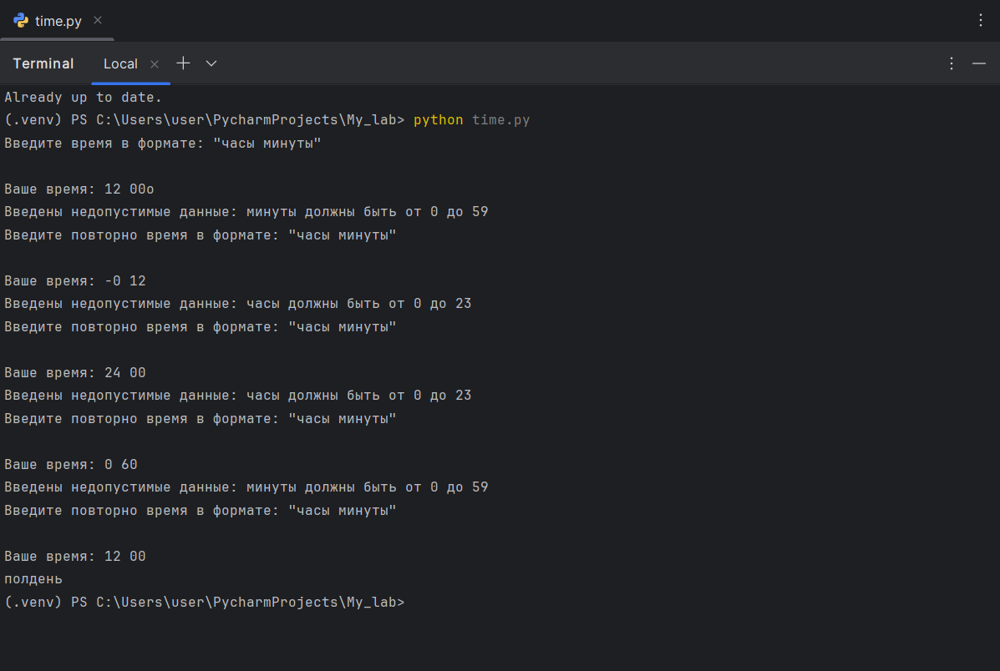 time.py
Terminal Local
Already up to date.
(.venv) PS C:\Users\user\PycharmProjects\My_lab> python time.py
Введите время в формате: "часы минуты"
Ваше время: 12 00о
Введены недопустимые данные: минуты должны быть от 0 до 59
Введите повторно время в формате: "часы минуты"
Ваше время: -0 12
Введены недопустимые данные: часы должны быть от 0 до 23
Введите повторно время в формате: "часы минуты"
Ваше время: 24 00
Введены недопустимые данные: часы должны быть от 0 до 23
Введите повторно время в формате: "часы минуты"
Ваше время: 0 60
Введены недопустимые данные: минуты должны быть от 0 до 59
Введите повторно время в формате: "часы минуты"
Ваше время: 12 00
полдень
(.venv) PS C:\Users\user\PycharmProjects\My_lab>